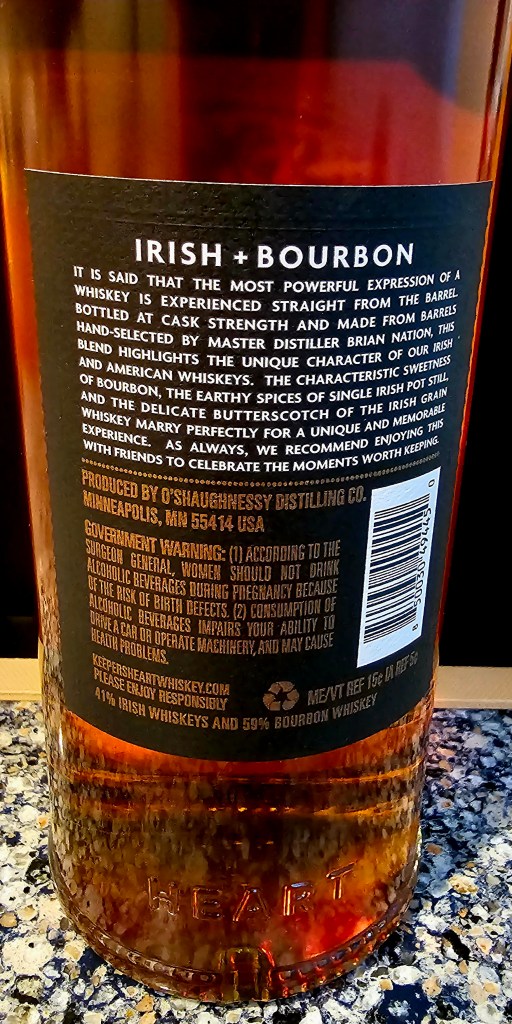 IRISH + BOURBON
IT IS SAID THAT THE MOST POWERFUL EXPRESSION OF A
WHISKEY IS EXPERIENCED STRAIGHT FROM THE BARREL.
BOTTLED AT CASK STRENGTH AND MADE FROM BARRELS
HAND-SELECTED BY MASTER DISTILLER BRIAN NATION, THIS
BLEND HIGHLIGHTS THE UNIQUE CHARACTER OF OUR IRISH
AND AMERICAN WHISKEYS. THE CHARACTERISTIC SWEETNESS
OF BOURBON, THE EARTHY SPICES OF SINGLE IRISH POT STILL,
AND THE DELICATE BUTTERSCOTCH OF THE IRISH GRAIN
WHISKEY MARRY PERFECTLY FOR A UNIQUE AND MEMORABLE
EXPERIENCE. AS ALWAYS, WE RECOMMEND ENJOYING THIS
WITH FRIENDS TO CELEBRATE THE MOMENTS WORTH KEEPING.
PRODUCED BY O'SHAUGHNESSY DISTILLING CO.
MINNEAPOLIS, MN 55414 USA
GOVERNMENT WARNING: (1) ACCORDING TO THE
SURGEON GENERAL, WOMEN SHOULD NOT DRINK
ALCOHOLIC BEVERAGES DURING PREGNANCY BECAUSE
OF THE RISK OF BIRTH DEFECTS. (2) CONSUMPTION OF
ALCOHOLIC BEVERAGES IMPAIRS YOUR ABILITY TO
DRIVE A CAR OR OPERATE MACHINERY, AND MAY CAUSE
HEALTH PROBLEMS.
8 50030 49445 0
KEEPERSHEARTWHISKEY.COM
PLEASE ENJOY RESPONSIBLY
ME/VT REF 15¢ OI REF 5¢
41% IRISH WHISKEYS AND 59% BOURBON WHISKEY
HEART